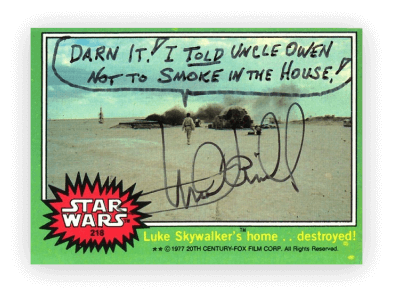 DARN IT! I TOLD UNCLE OWEN
NOT TO SMOKE IN THE HOUSE!
STAR
WARS
218
Luke Skywalker's home . . destroyed!
★★ © 1977 20TH CENTURY-FOX FILM CORP. All Rights Reserved.